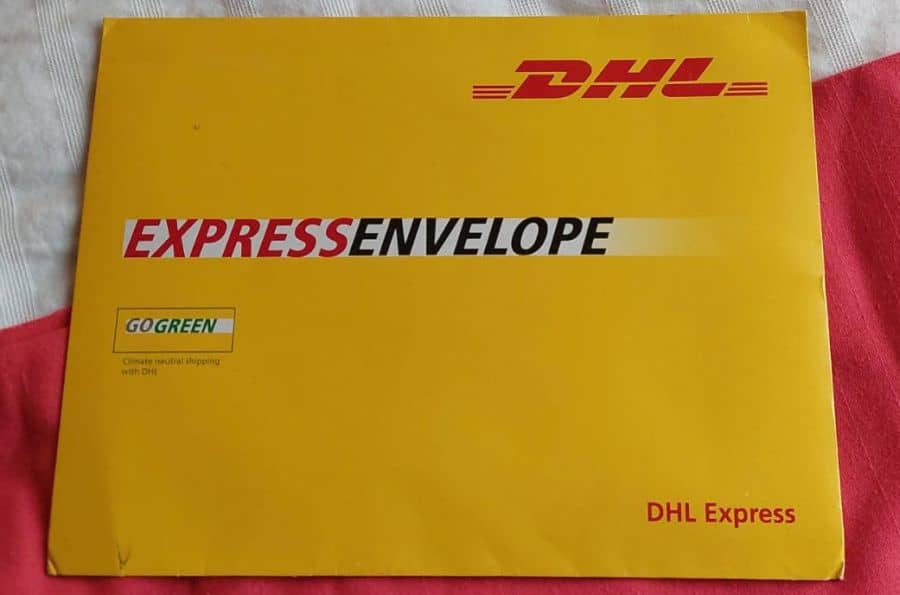 DHL
EXPRESSENVELOPE
GOGREEN
Climate neutral shipping
with DHL
DHL Express